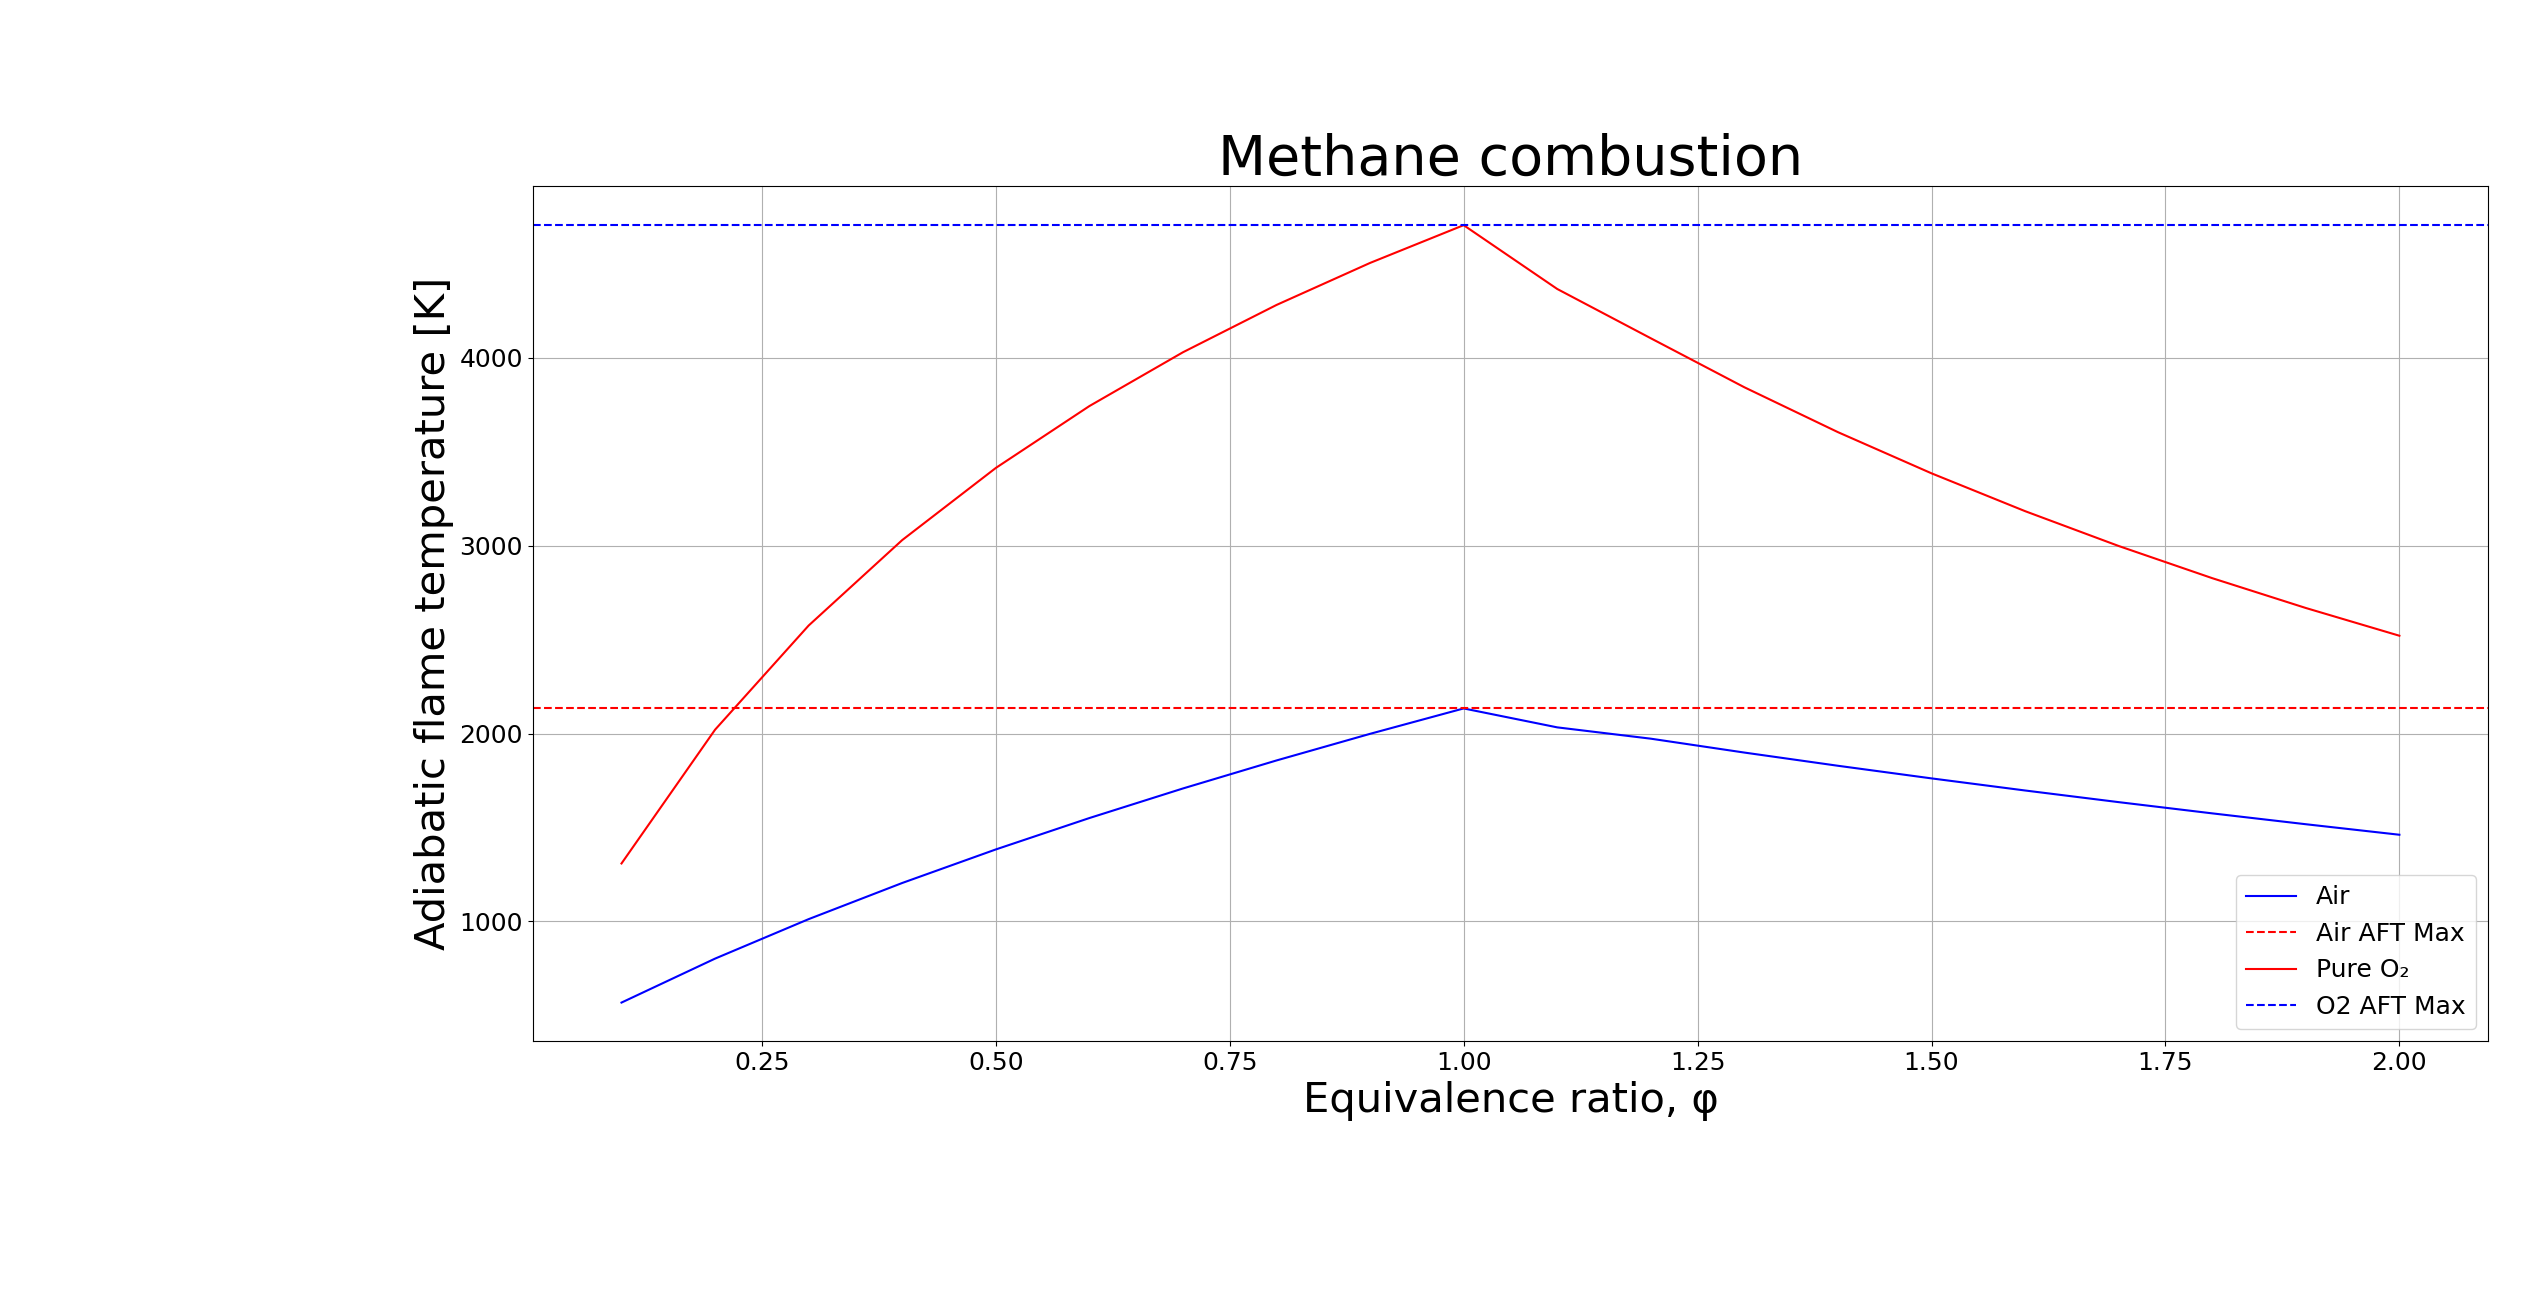 Methane combustion
Adiabatic flame temperature [K]
4000
3000
2000
1000
0.25 0.50 0.75 1.00 1.25 1.50 1.75 2.00
Equivalence ratio, φ
Air
Air AFT Max
Pure O₂
O2 AFT Max